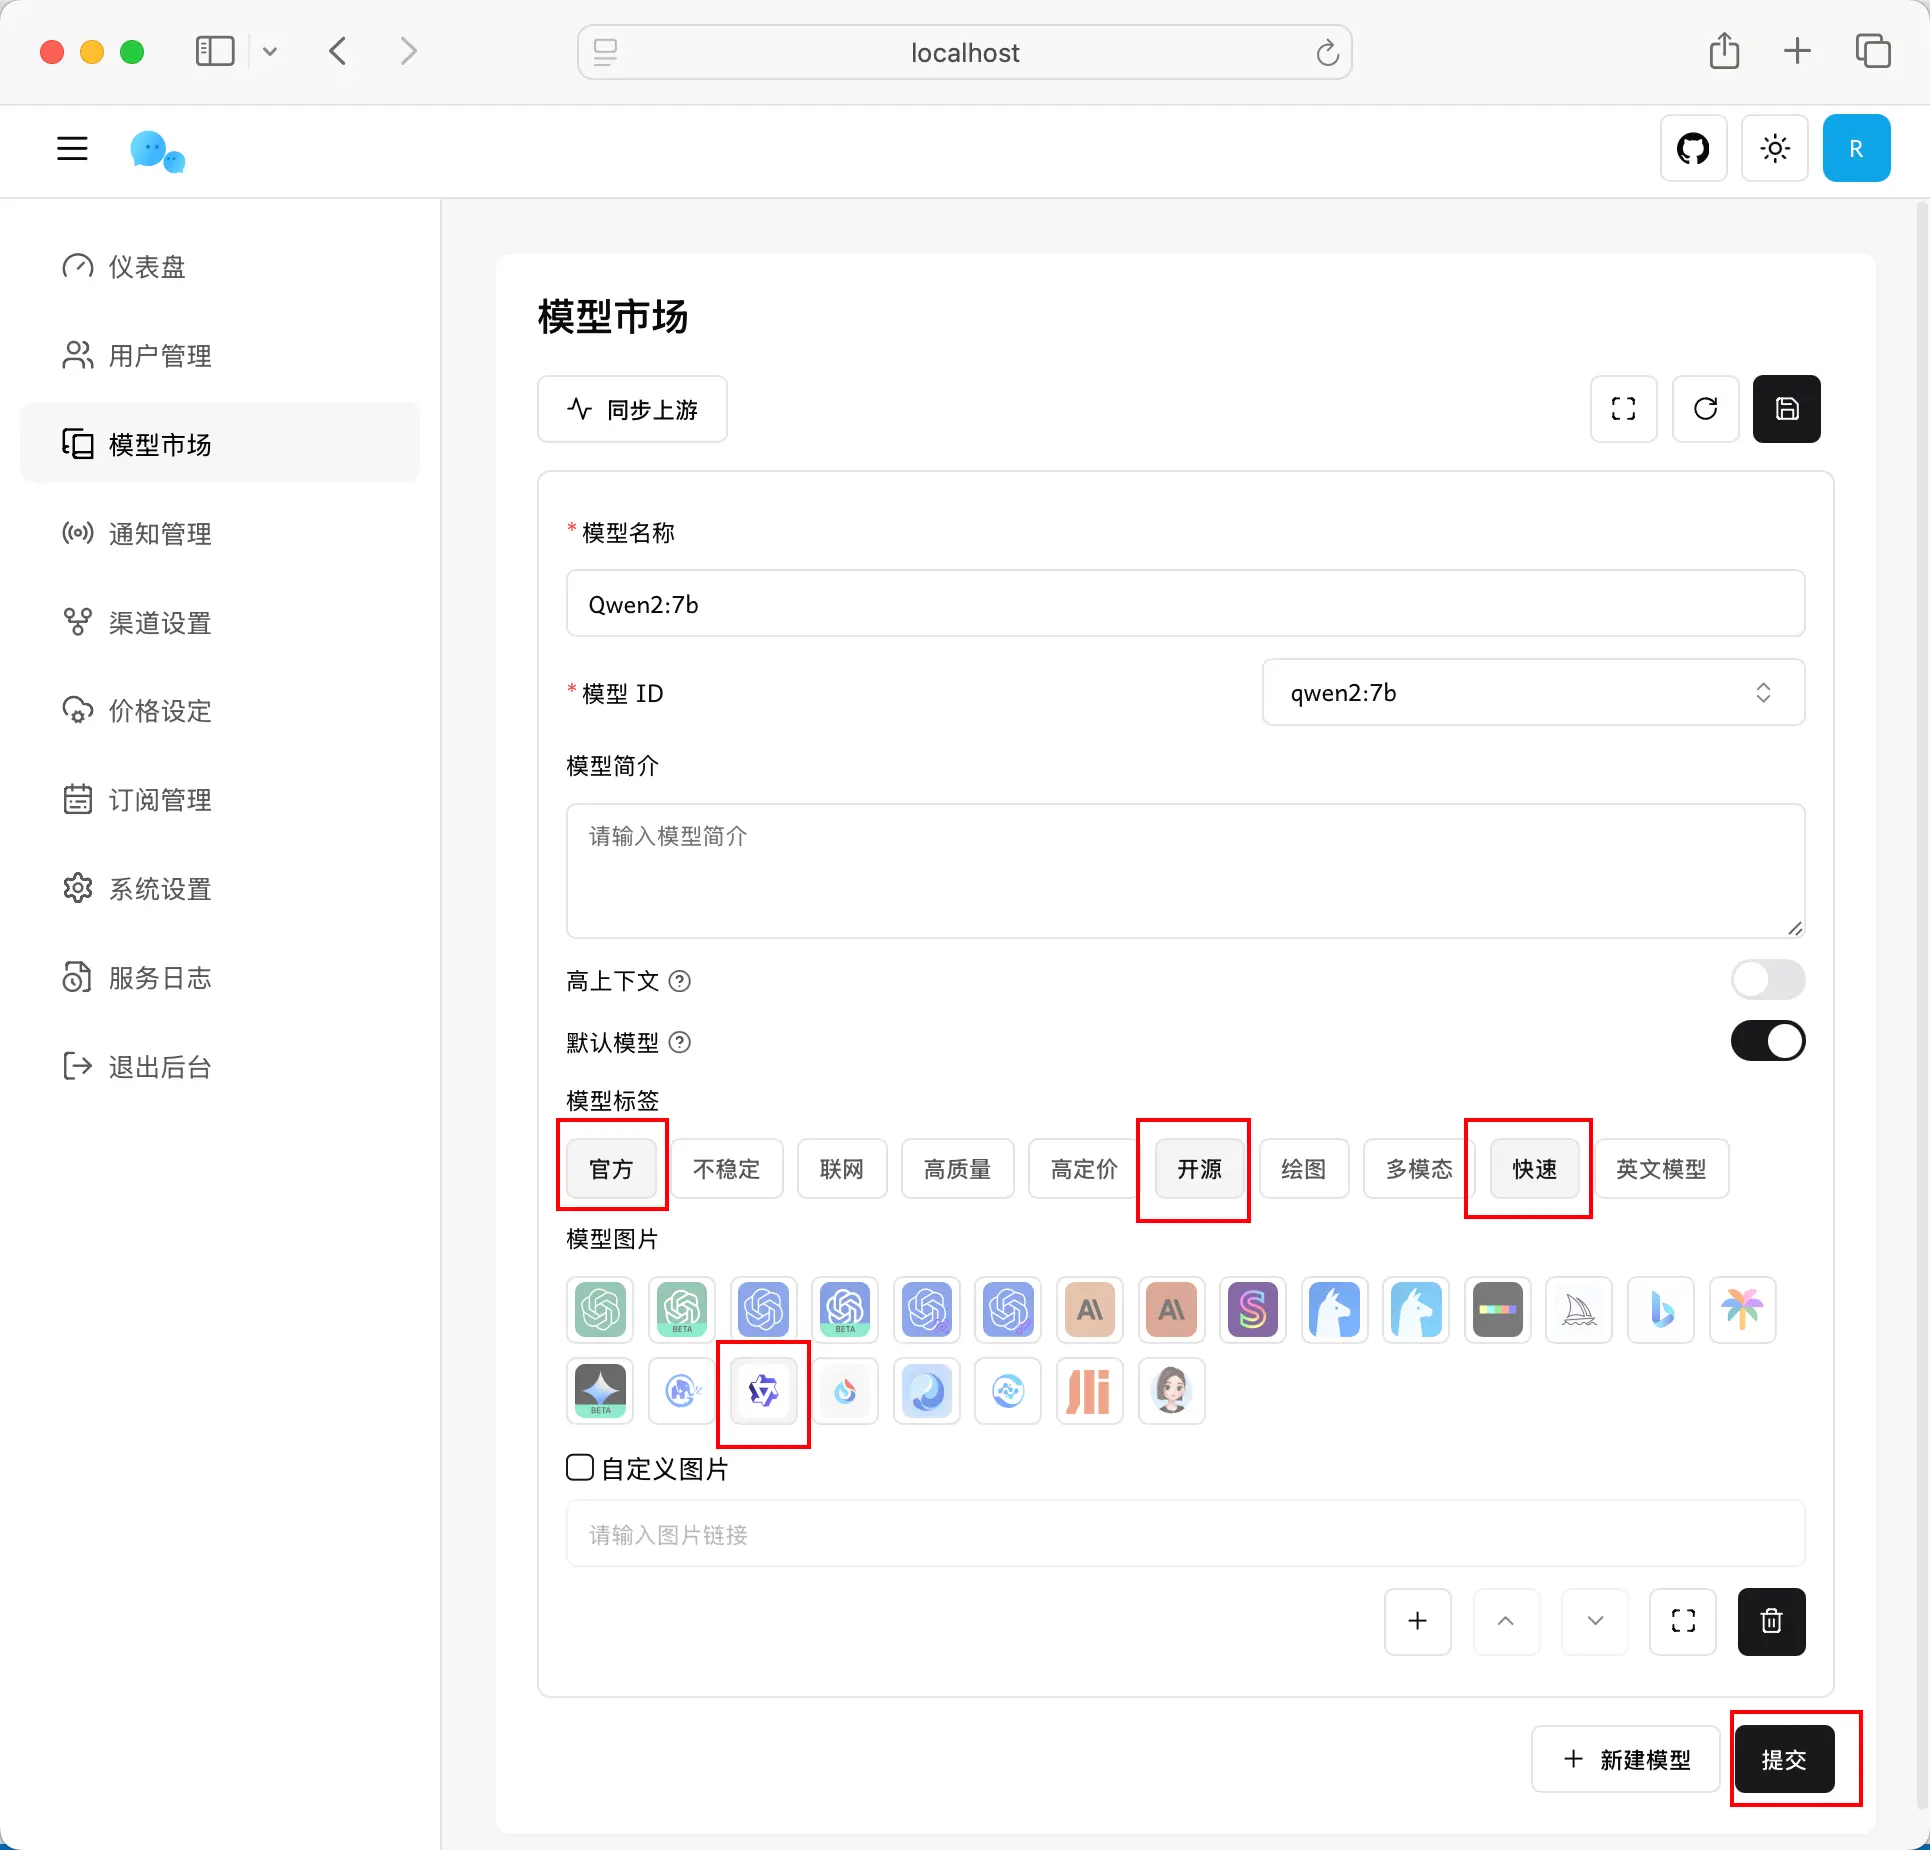 localhost
R
仪表盘
用户管理
模型市场
通知管理
渠道设置
价格设定
订阅管理
系统设置
服务日志
退出后台
模型市场
同步上游
* 模型名称
Qwen2:7b
* 模型 ID
qwen2:7b
模型简介
请输入模型简介
高上下文
默认模型
模型标签
官方 不稳定 联网 高质量 高定价 开源 绘图 多模态 快速 英文模型
模型图片
BETA BETA
BETA
自定义图片
请输入图片链接
+ 新建模型 提交